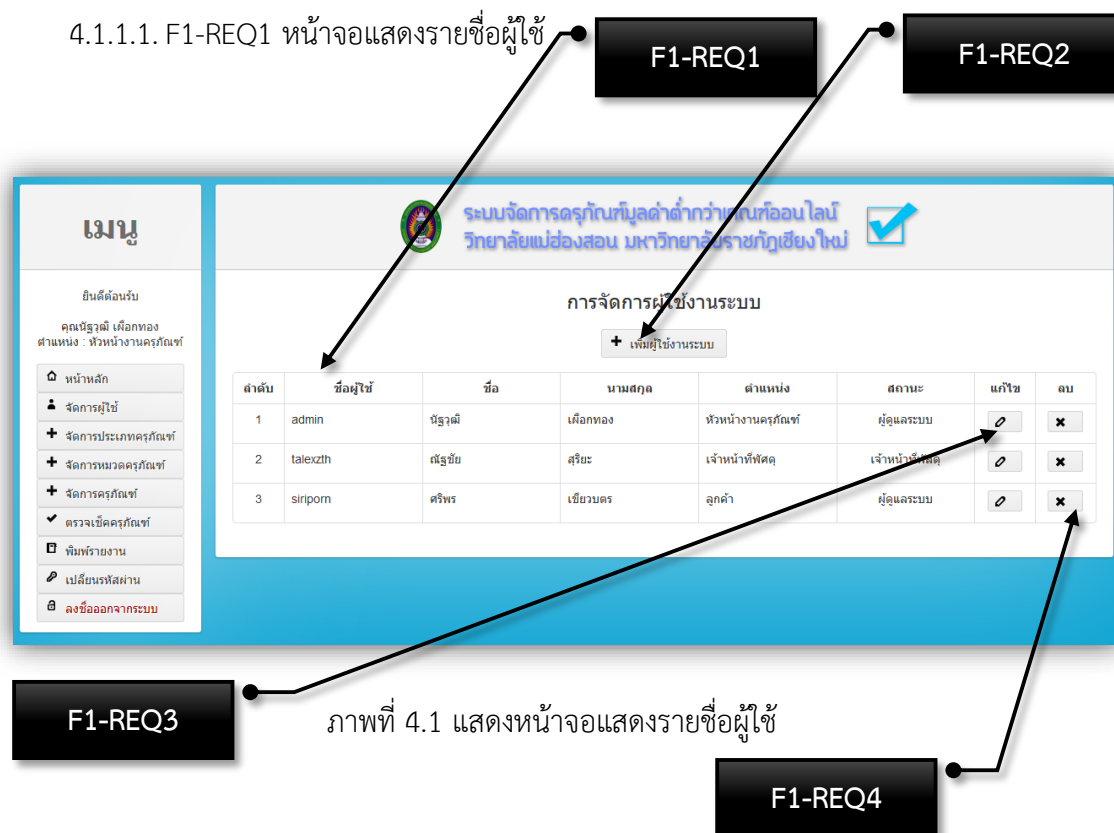 4.1.1.1. F1-REQ1 หน้าจอแสดงรายชื่อผู้ใช้
F1-REQ1
F1-REQ2
เมนู
ระบบจัดการครุภัณฑ์มูลค่าต่ำกว่าเกณฑ์ออนไลน์
วิทยาลัยแม่ฮ่องสอน มหาวิทยาลัยราชภัฏเชียงใหม่
ยินดีต้อนรับ
คุณนัฐวุฒิ เผือกทอง
ตำแหน่ง : หัวหน้างานครุภัณฑ์
หน้าหลัก
จัดการผู้ใช้
จัดการประเภทครุภัณฑ์
จัดการหมวดครุภัณฑ์
จัดการครุภัณฑ์
ตรวจเช็คครุภัณฑ์
พิมพ์รายงาน
เปลี่ยนรหัสผ่าน
ลงชื่อออกจากระบบ
การจัดการผู้ใช้งานระบบ
เพิ่มผู้ใช้งานระบบ
ลำดับ ชื่อผู้ใช้ ชื่อ นามสกุล ตำแหน่ง สถานะ แก้ไข ลบ
1 admin นัฐวุฒิ เผือกทอง หัวหน้างานครุภัณฑ์ ผู้ดูแลระบบ
2 talexzth ณัฐชัย สุริยะ เจ้าหน้าที่พัสดุ เจ้าหน้าที่พัสดุ
3 siriporn ศริพร เขียวบตร ลูกค้า ผู้ดูแลระบบ
F1-REQ3
ภาพที่ 4.1 แสดงหน้าจอแสดงรายชื่อผู้ใช้
F1-REQ4